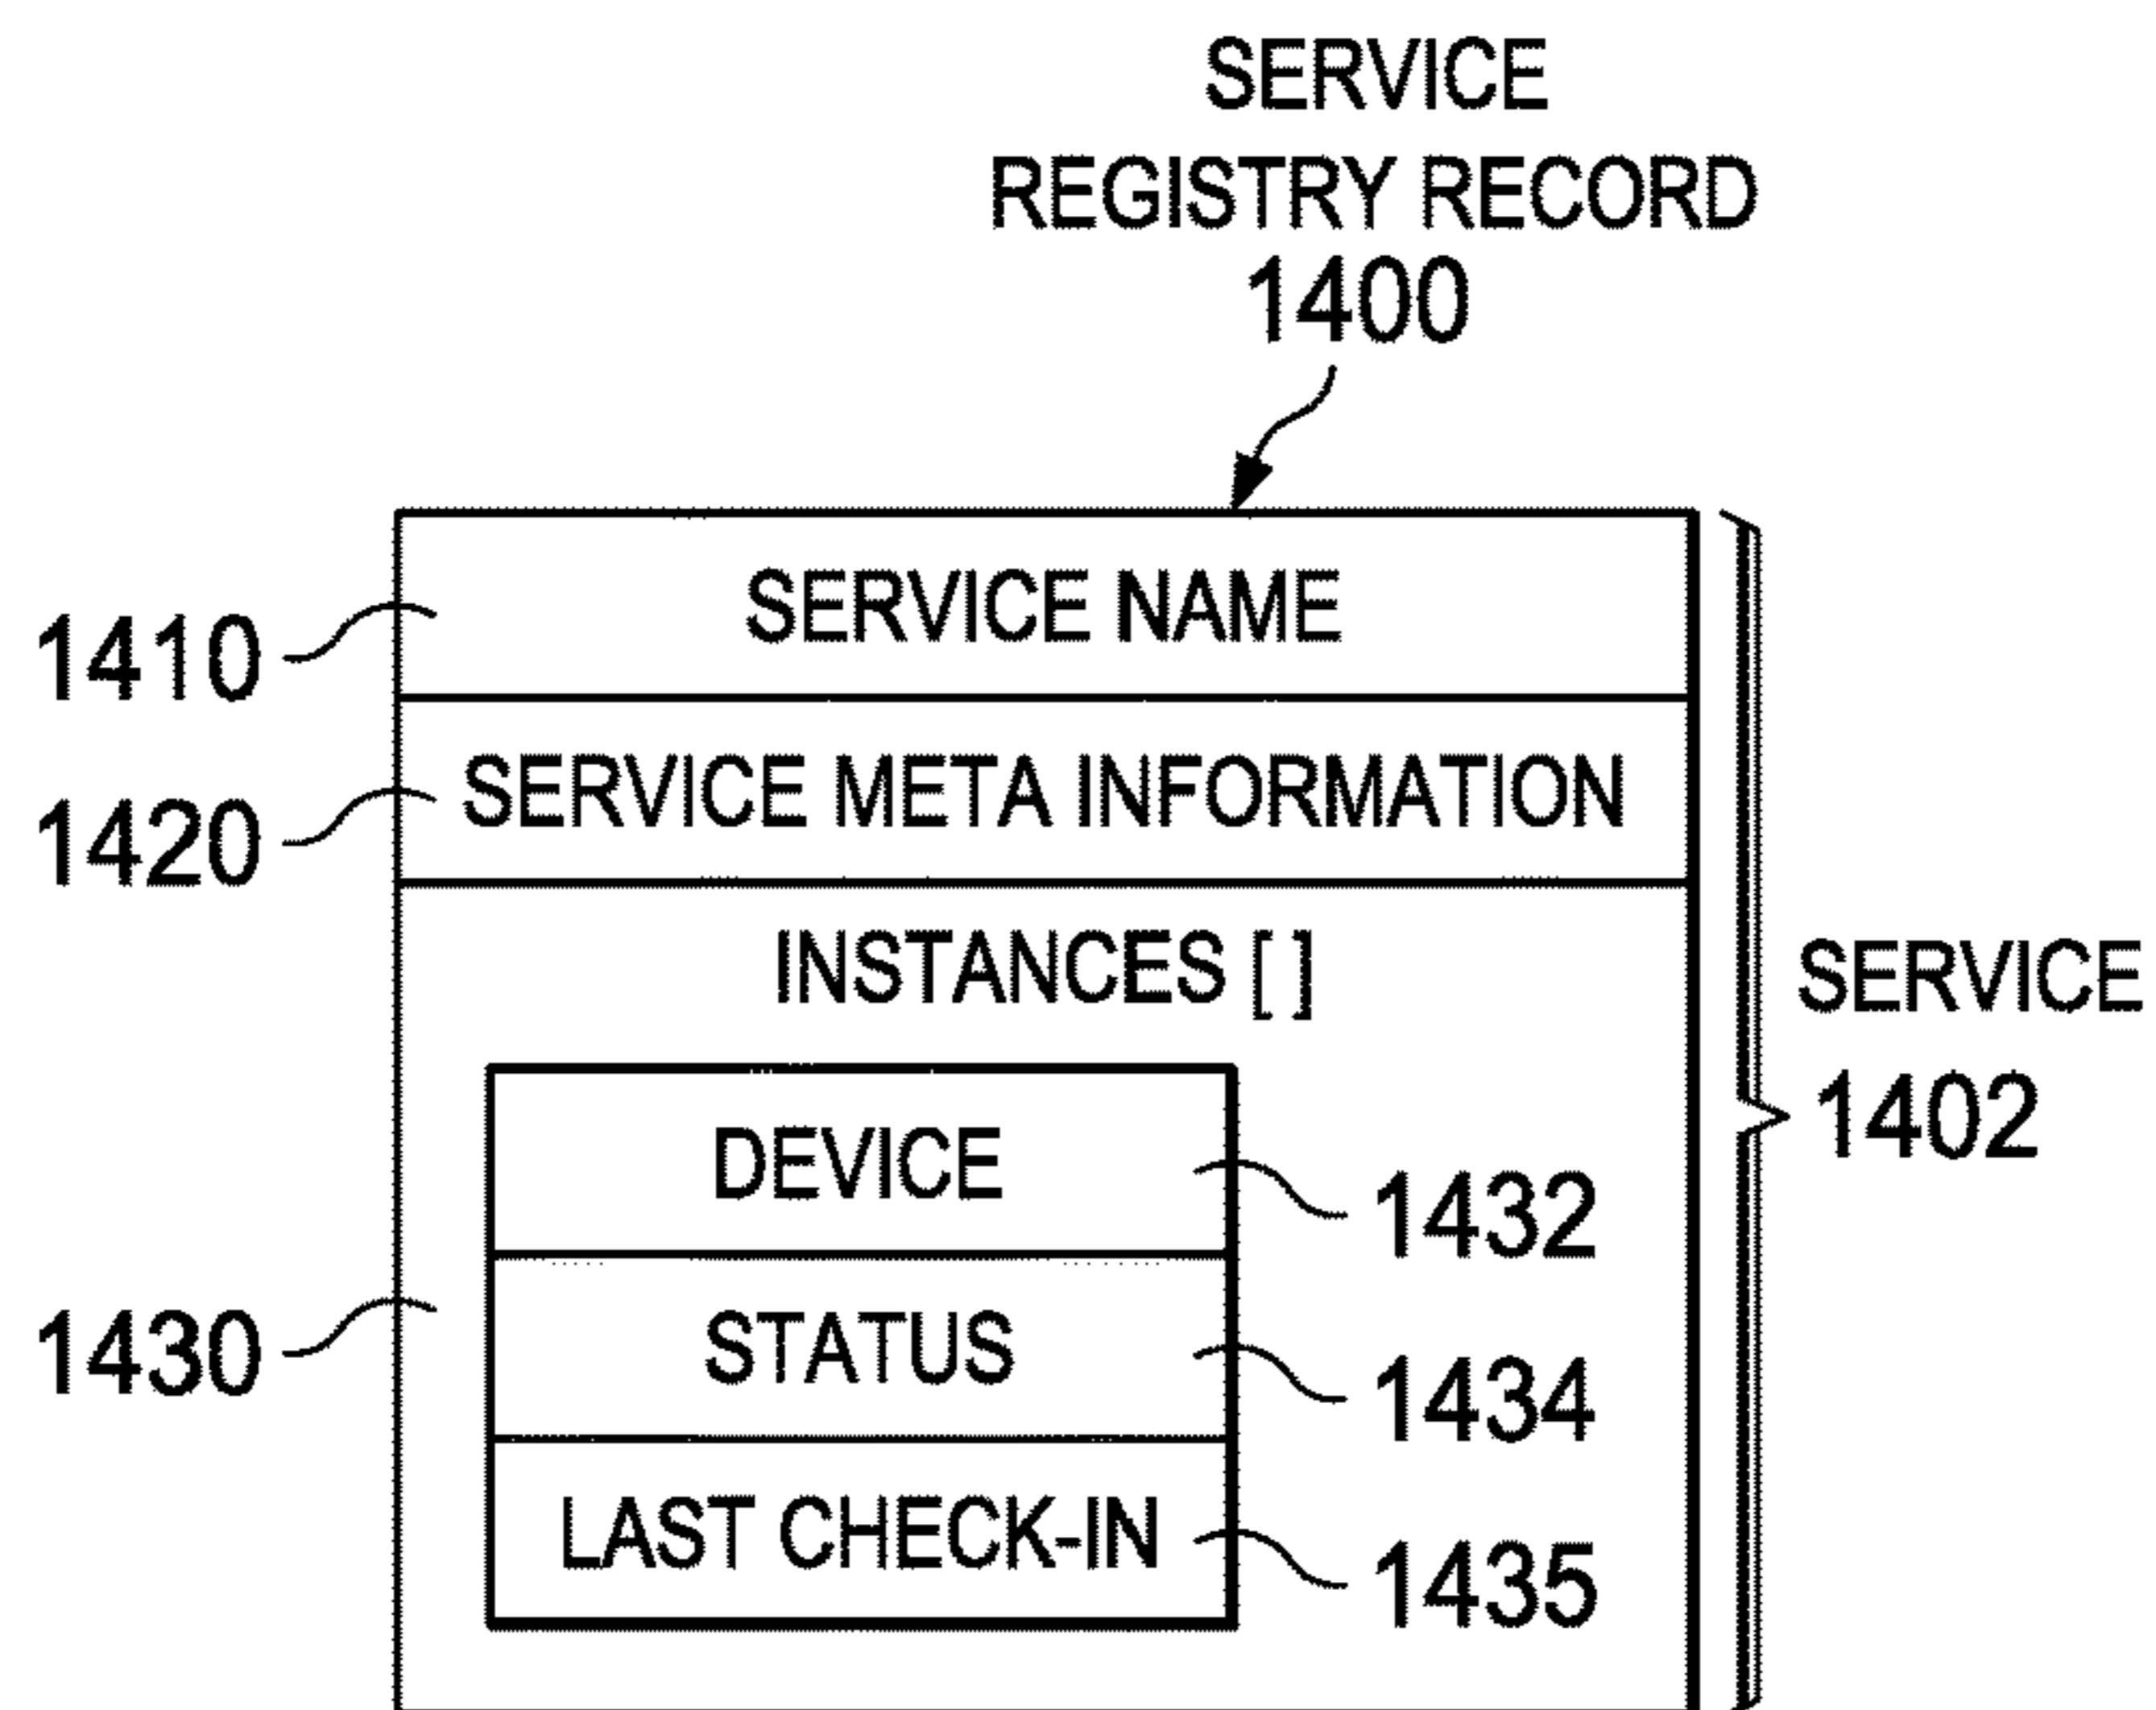 SERVICE
REGISTRY RECORD
1400
SERVICE NAME
1410
SERVICE META INFORMATION
1420
INSTANCES [ ]
SERVICE
1402
DEVICE
1432
STATUS
1434
1430
LAST CHECK-IN
1435